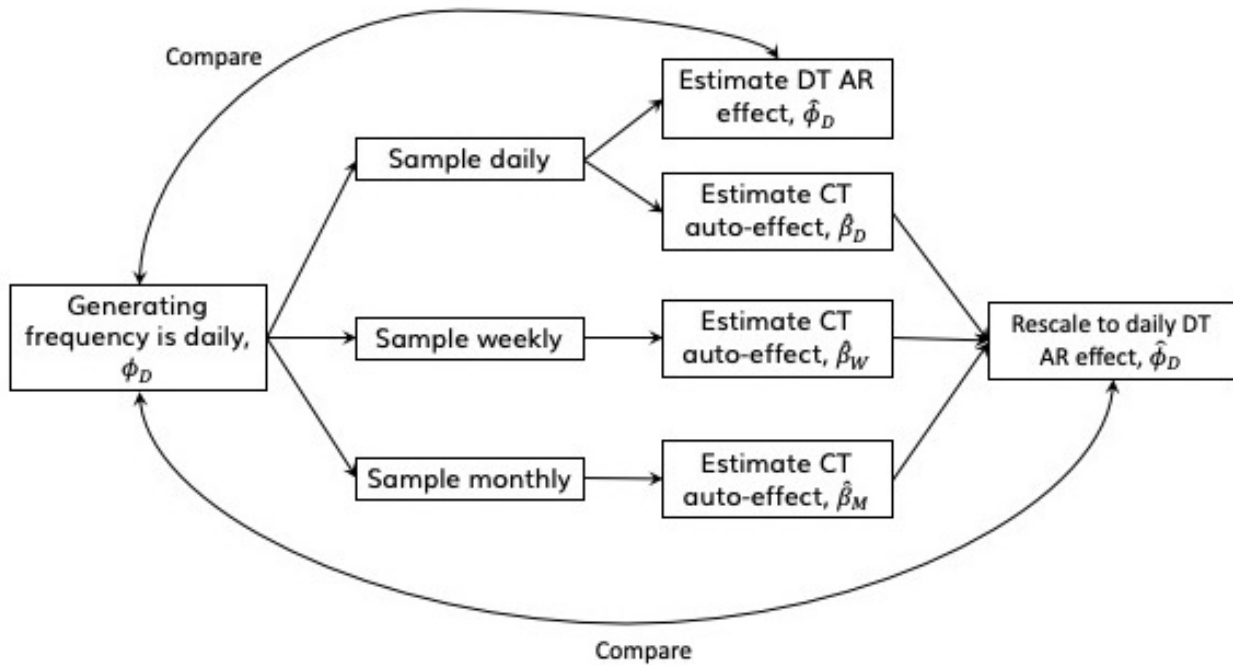 Compare
Estimate DT AR
effect, ϕ̂_D
Sample daily
Estimate CT
auto-effect, β̂_D
Generating
frequency is daily,
ϕ_D
Sample weekly
Estimate CT
auto-effect, β̂_W
Rescale to daily DT
AR effect, ϕ̂_D
Sample monthly
Estimate CT
auto-effect, β̂_M
Compare